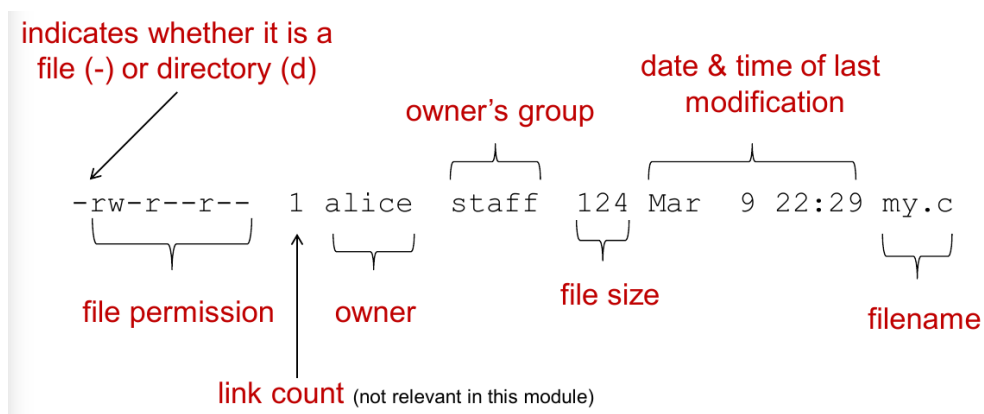 indicates whether it is a
file (-) or directory (d)
date & time of last
modification
owner’s group
-rw-r--r-- 1 alice staff 124 Mar 9 22:29 my.c
file permission
owner
file size
filename
link count (not relevant in this module)